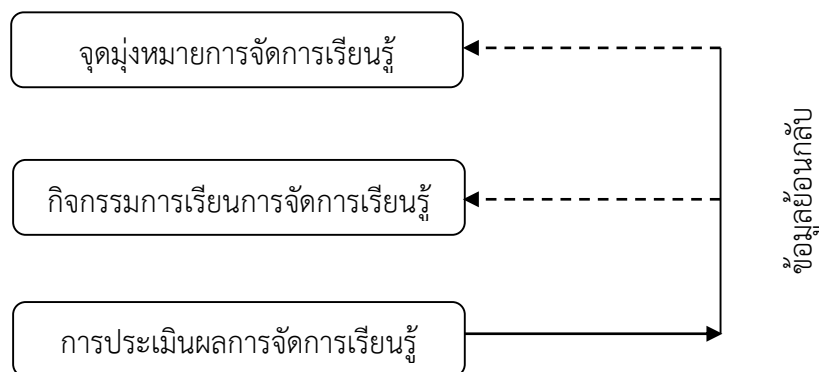 จุดมุ่งหมายการจัดการเรียนรู้
กิจกรรมการเรียนการจัดการเรียนรู้
การประเมินผลการจัดการเรียนรู้
ข้อมูลย้อนกลับ